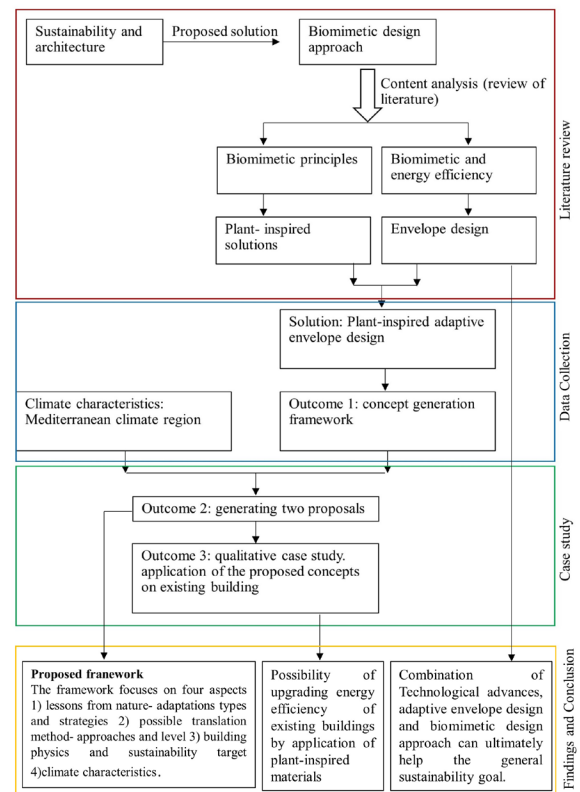 Sustainability and
architecture
Proposed solution
Biomimetic design
approach
Content analysis (review of
literature)
Biomimetic principles
Biomimetic and
energy efficiency
Plant- inspired
solutions
Envelope design
Literature review
Solution: Plant-inspired adaptive
envelope design
Climate characteristics:
Mediterranean climate region
Outcome 1: concept generation
framework
Data Collection
Outcome 2: generating two proposals
Outcome 3: qualitative case study.
application of the proposed concepts
on existing building
Case study
Proposed franework
The framework focuses on four aspects
1) lessons from nature- adaptations types
and strategies 2) possible translation
method- approaches and level 3) building
physics and sustainability target
4)climate characteristics.
Possibility of
upgrading energy
efficiency of
existing buildings
by application of
plant-inspired
materials
Combination of
Technological advances,
adaptive envelope design
and biomimetic design
approach can ultimately
help the general
sustainability goal.
Findings and Conclusion